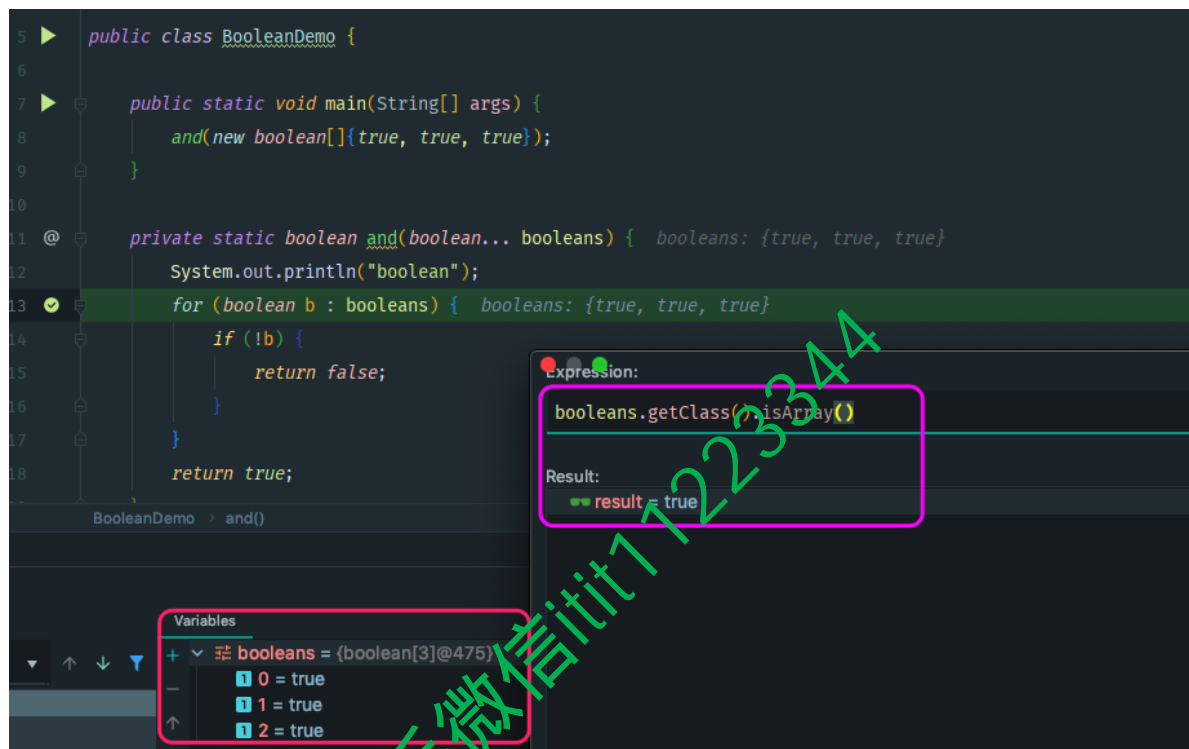 5 public class BooleanDemo {
6
7 public static void main(String[] args) {
8 and(new boolean[]{true, true, true});
9 }
10
11 @ private static boolean and(boolean... booleans) { booleans: {true, true, true}
12 System.out.println("boolean");
13 for (boolean b : booleans) { booleans: {true, true, true}
14 if (!b) {
15 return false;
16 }
17 }
18 return true;
}
BooleanDemo › and()
Expression:
booleans.getClass().isArray()
Result:
result = true
Variables
booleans = {boolean[3]@475}
0 = true
1 = true
2 = true
微信itit11223344